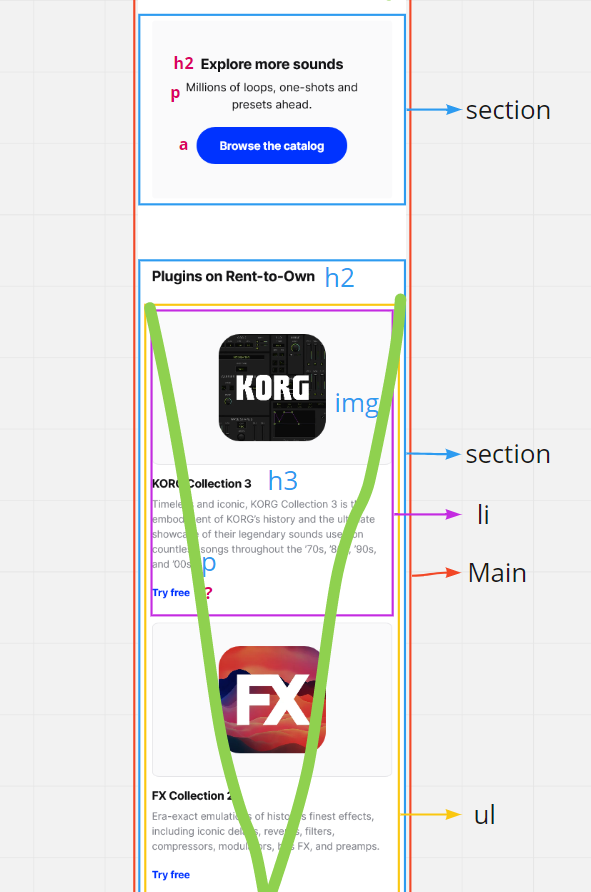 h2 Explore more sounds
p Millions of loops, one-shots and
presets ahead.
a Browse the catalog
section
Plugins on Rent-to-Own h2
KORG
img
section
KORG Collection 3 h3
Timeless and iconic, KORG Collection 3 is the
embodiment of KORG's history and the ultimate
li
showcase of their legendary sounds used on
countless songs throughout the '70s, '80s, '90s,
and '00s. p
Main
Try free ?
FX
FX Collection 2
ul
Era-exact emulations of history's finest effects,
including iconic delays, reverbs, filters,
compressors, modulators, bus FX, and preamps.
Try free